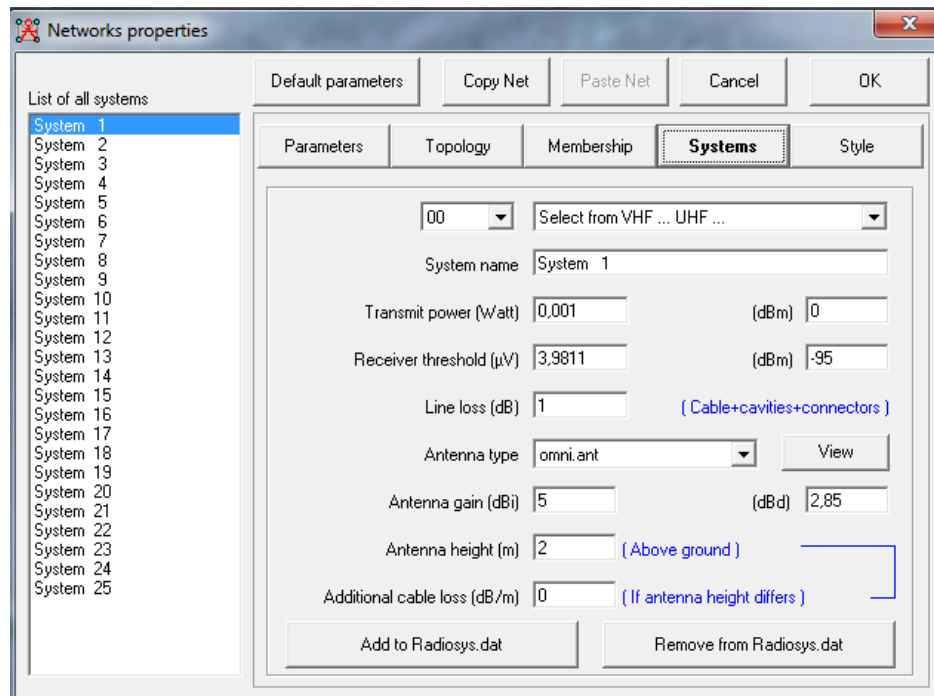 Networks properties
Default parameters Copy Net Paste Net Cancel OK
List of all systems
System 1
System 2
System 3
System 4
System 5
System 6
System 7
System 8
System 9
System 10
System 11
System 12
System 13
System 14
System 15
System 16
System 17
System 18
System 19
System 20
System 21
System 22
System 23
System 24
System 25
Parameters Topology Membership Systems Style
00 Select from VHF ... UHF ...
System name System 1
Transmit power (Watt) 0,001 (dBm) 0
Receiver threshold (µV) 3,9811 (dBm) -95
Line loss (dB) 1 ( Cable+cavities+connectors )
Antenna type omni.ant View
Antenna gain (dBi) 5 (dBd) 2,85
Antenna height (m) 2 ( Above ground )
Additional cable loss (dB/m) 0 ( If antenna height differs )
Add to Radiosys.dat Remove from Radiosys.dat